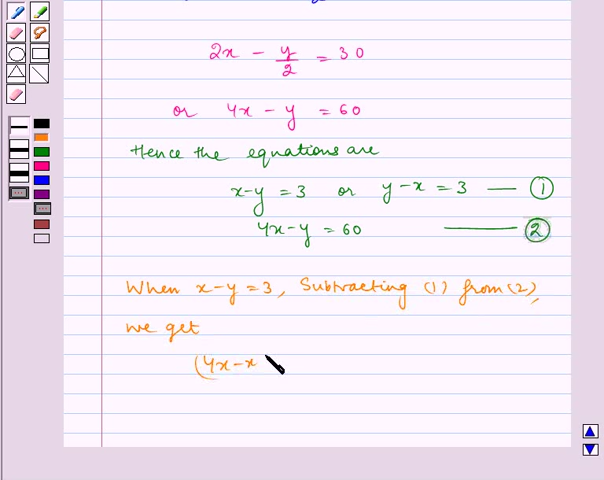 2x - y/2 = 30
or 4x - y = 60
Hence the equations are
x-y = 3 or y-x = 3 — ①
4x-y = 60 — ②
When x-y = 3, Subtracting (1) from (2),
we get
(4x-x